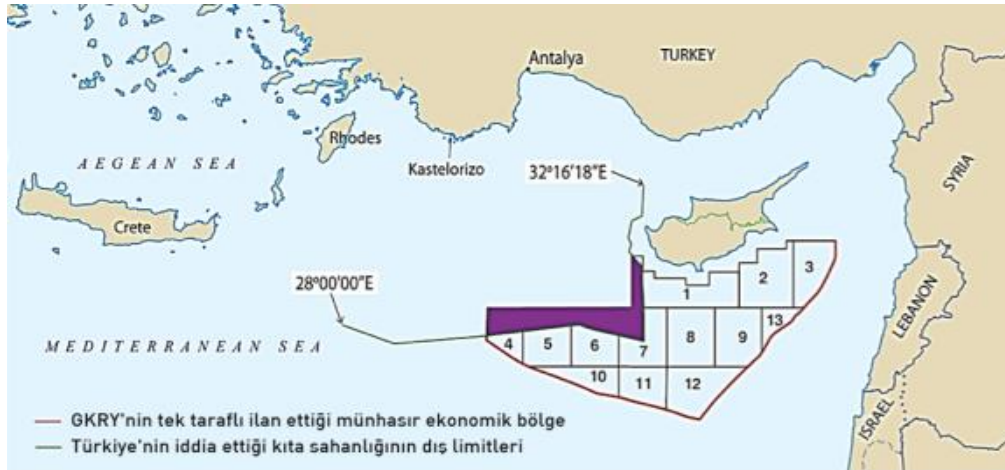 Antalya
TURKEY
Rhodes
Kastelorizo
AEGEAN SEA
32°16'18"E
SYRIA
Crete
28°00'00"E
1
2
3
13
LEBANON
4
5
6
7
8
9
MEDITERRANEAN SEA
10
11
12
ISRAEL
GKRY'nin tek taraflı ilan ettiği münhasır ekonomik bölge
Türkiye'nin iddia ettiği kıta sahanlığının dış limitleri